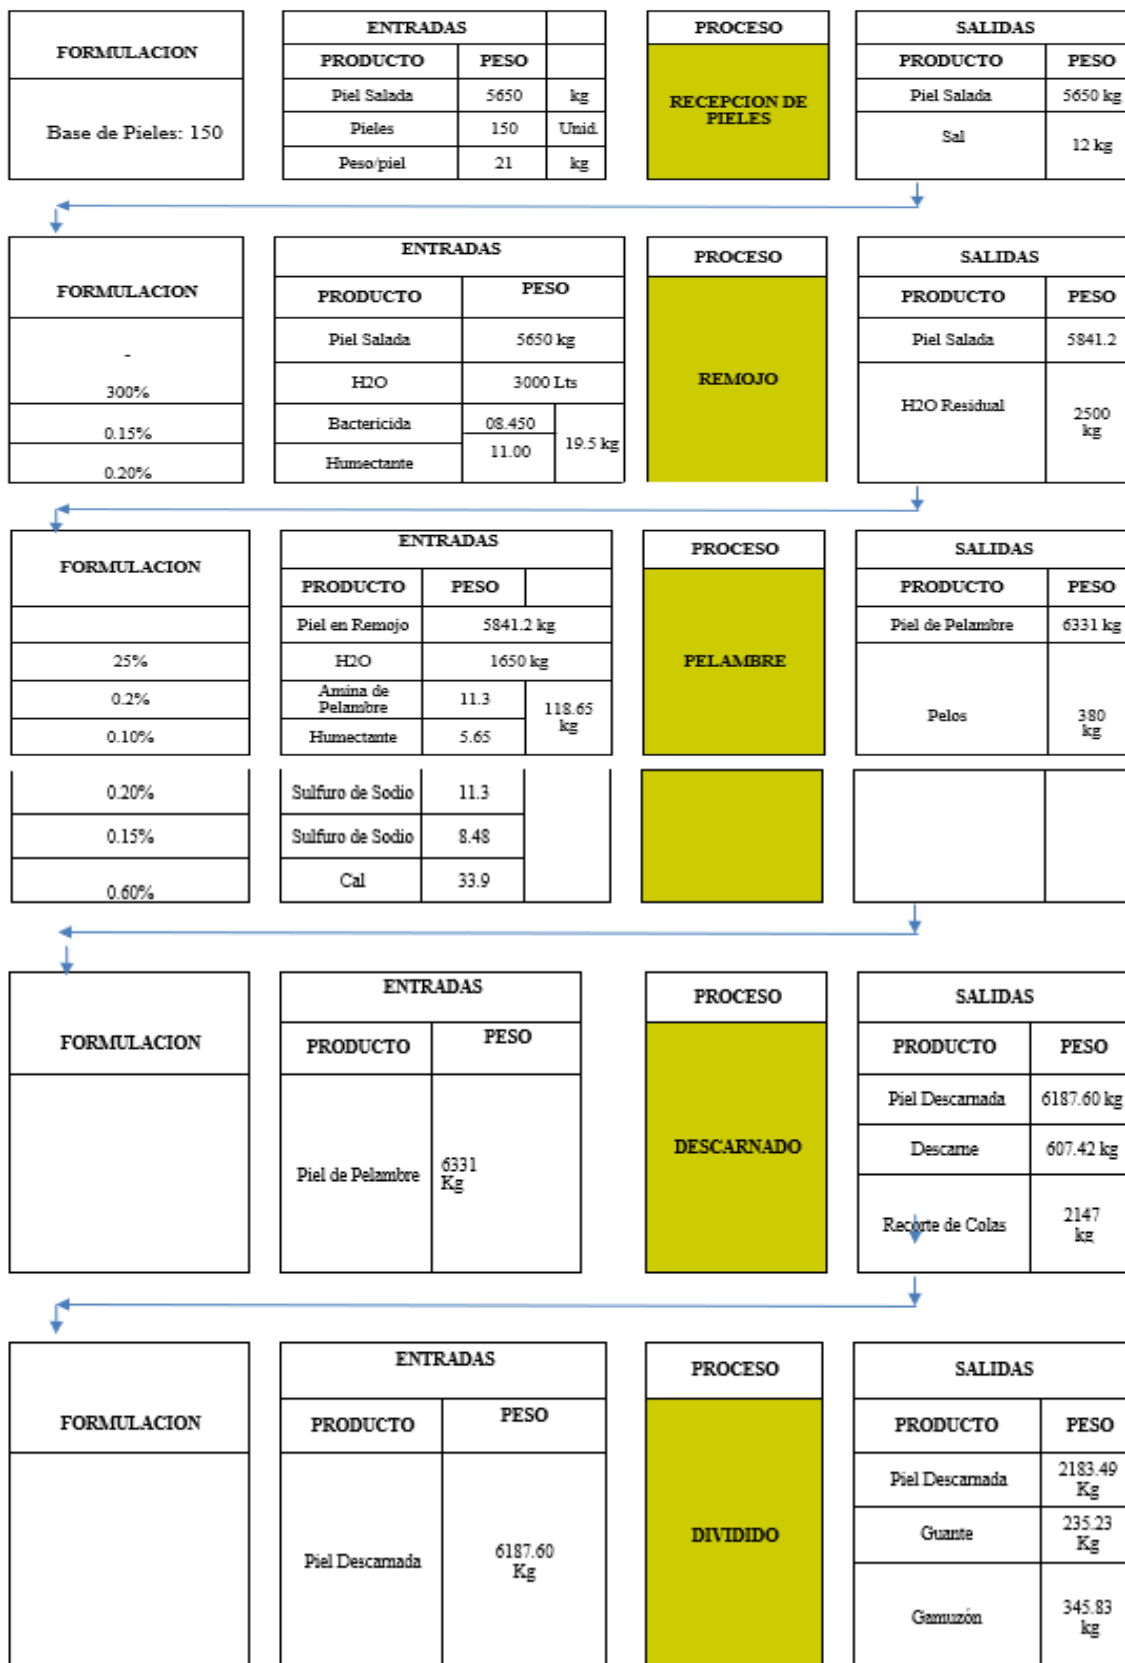 FORMULACION
Base de Pieles: 150
ENTRADAS
PRODUCTO PESO
Piel Salada 5650 kg
Pieles 150 Unid.
Peso/piel 21 kg
PROCESO
RECEPCION DE
PIELES
SALIDAS
PRODUCTO PESO
Piel Salada 5650 kg
Sal 12 kg
FORMULACION
-
300%
0.15%
0.20%
ENTRADAS
PRODUCTO PESO
Piel Salada 5650 kg
H2O 3000 Lts
Bactericida 08.450
Humectante 11.00
19.5 kg
PROCESO
REMOJO
SALIDAS
PRODUCTO PESO
Piel Salada 5841.2
H2O Residual 2500
kg
FORMULACION
25%
0.2%
0.10%
0.20%
0.15%
0.60%
ENTRADAS
PRODUCTO PESO
Piel en Remojo 5841.2 kg
H2O 1650 kg
Amina de
Pelambre 11.3
Humectante 5.65
118.65
kg
Sulfuro de Sodio 11.3
Sulfuro de Sodio 8.48
Cal 33.9
PROCESO
PELAMBRE
SALIDAS
PRODUCTO PESO
Piel de Pelambre 6331 kg
Pelos 380
kg
FORMULACION
ENTRADAS
PRODUCTO PESO
Piel de Pelambre 6331
Kg
PROCESO
DESCARNADO
SALIDAS
PRODUCTO PESO
Piel Descarnada 6187.60 kg
Descarne 607.42 kg
Recorte de Colas 2147
kg
FORMULACION
ENTRADAS
PRODUCTO PESO
Piel Descarnada 6187.60
Kg
PROCESO
DIVIDIDO
SALIDAS
PRODUCTO PESO
Piel Descarnada 2183.49
Kg
Guante 235.23
Kg
Gamuzón 345.83
kg